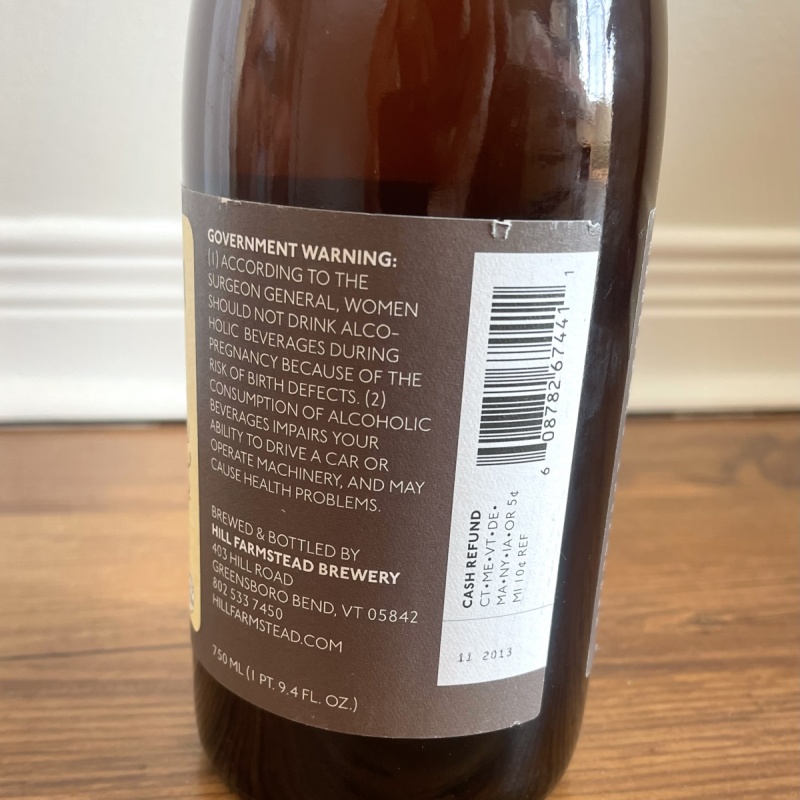 GOVERNMENT WARNING:
(1) ACCORDING TO THE
SURGEON GENERAL, WOMEN
SHOULD NOT DRINK ALCO-
HOLIC BEVERAGES DURING
PREGNANCY BECAUSE OF THE
RISK OF BIRTH DEFECTS. (2)
CONSUMPTION OF ALCOHOLIC
BEVERAGES IMPAIRS YOUR
ABILITY TO DRIVE A CAR OR
OPERATE MACHINERY, AND MAY
CAUSE HEALTH PROBLEMS.
BREWED & BOTTLED BY
HILL FARMSTEAD BREWERY
403 HILL ROAD
GREENSBORO BEND, VT 05842
802 533 7450
HILLFARMSTEAD.COM
750 ML (1 PT. 9.4 FL. OZ.)
6 08782 67441 1
CASH REFUND
CT•ME•VT•DE•
MA•NY•IA•OR 5¢
MI 10¢ REF
11 2013